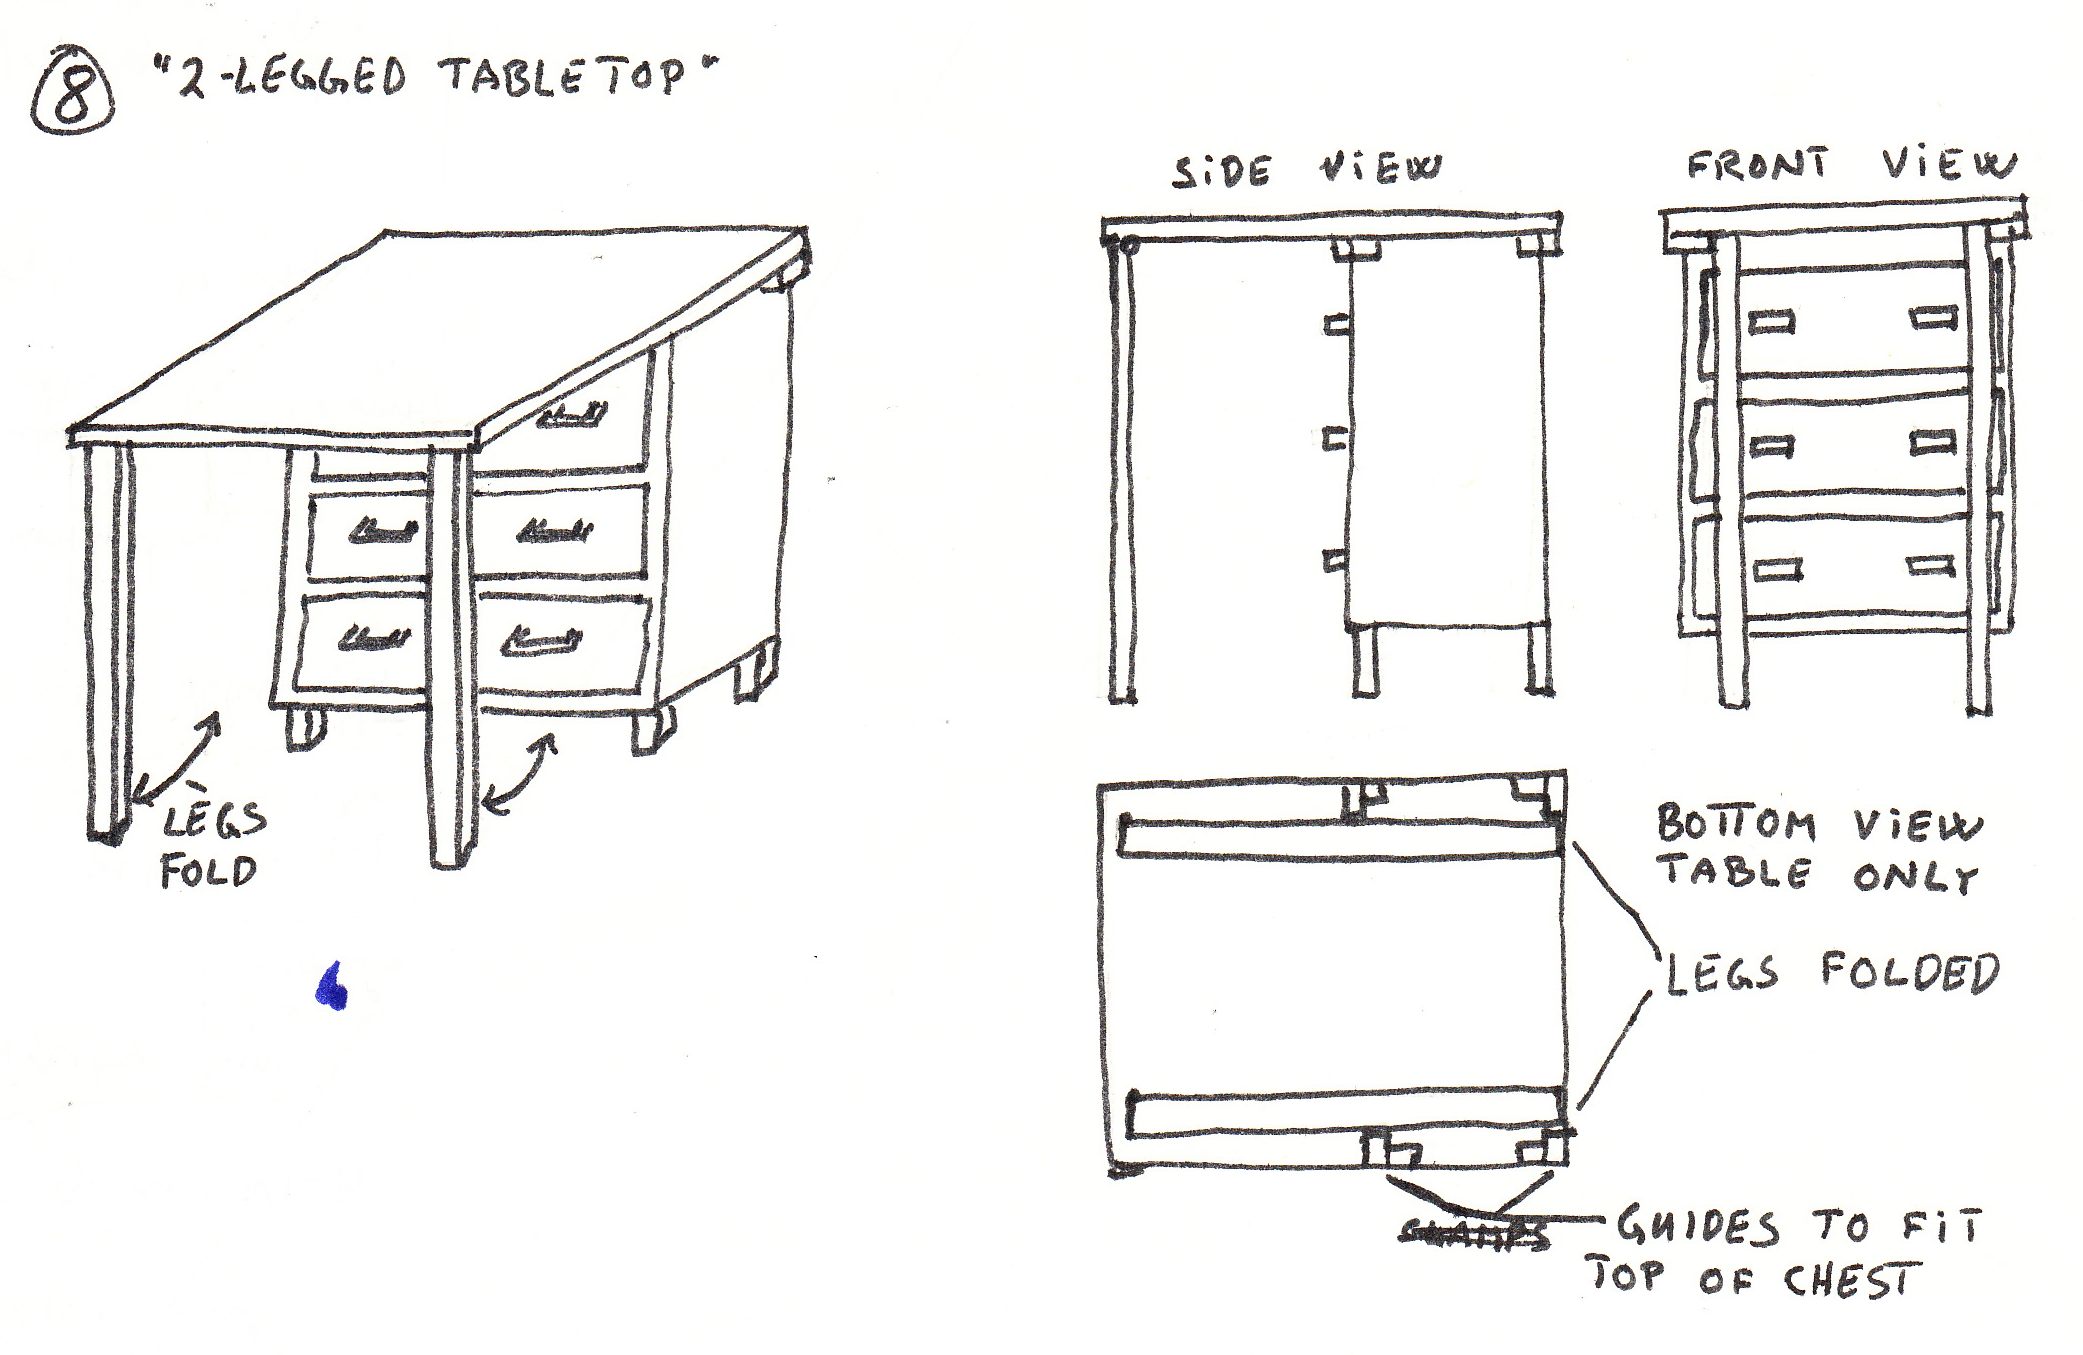 8 "2-LEGGED TABLETOP"
SiDE ViEW
FRONT ViEW
LEGS
FOLD
BOTTOM ViEW
TABLE ONLY
LEGS FOLDED
GUIDES TO FiT
TOP OF CHEST